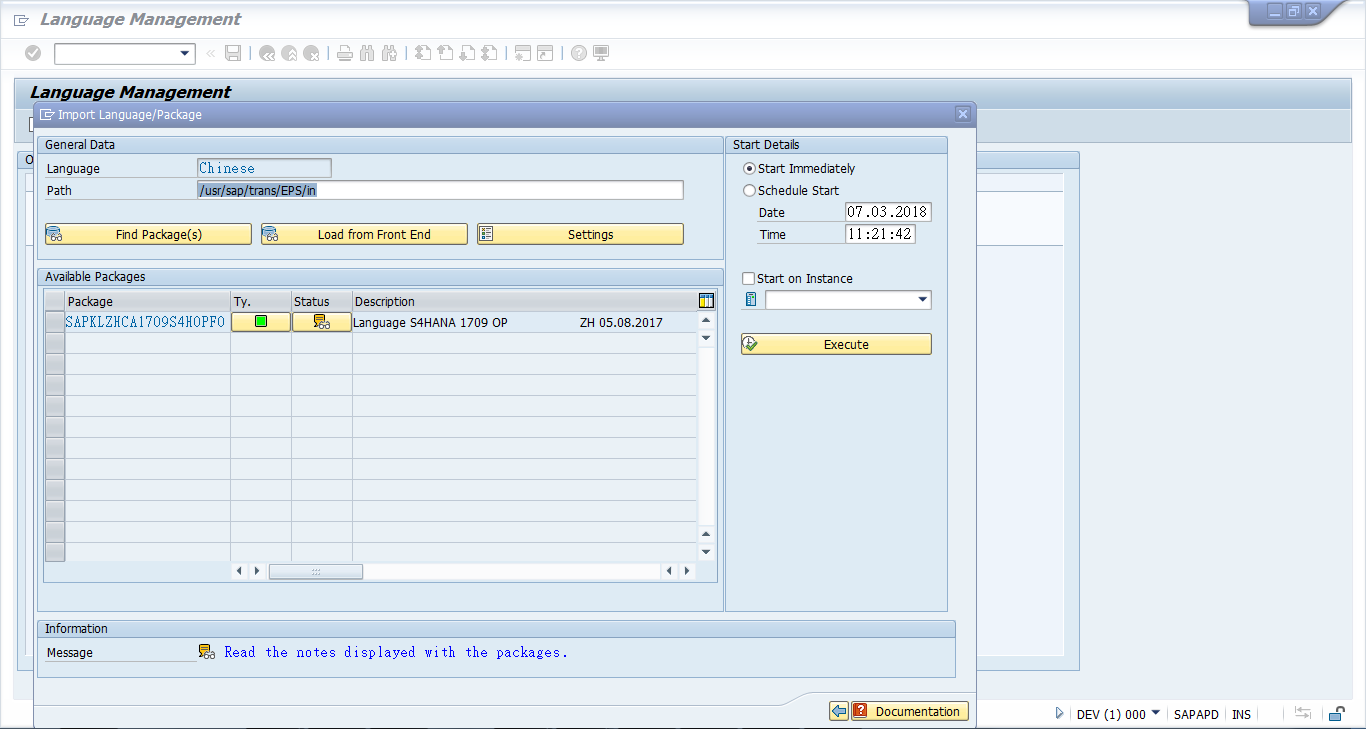 Language Management
Language Management
Import Language/Package
General Data
Language Chinese
Path /usr/sap/trans/EPS/in
Find Package(s) Load from Front End Settings
Available Packages
Package Ty. Status Description
SAPKLZHCA1709S4HOPF0 Language S4HANA 1709 OP ZH 05.08.2017
Start Details
Start Immediately
Schedule Start
Date 07.03.2018
Time 11:21:42
Start on Instance
Execute
Information
Message Read the notes displayed with the packages.
Documentation
DEV (1) 000 SAPAPD INS